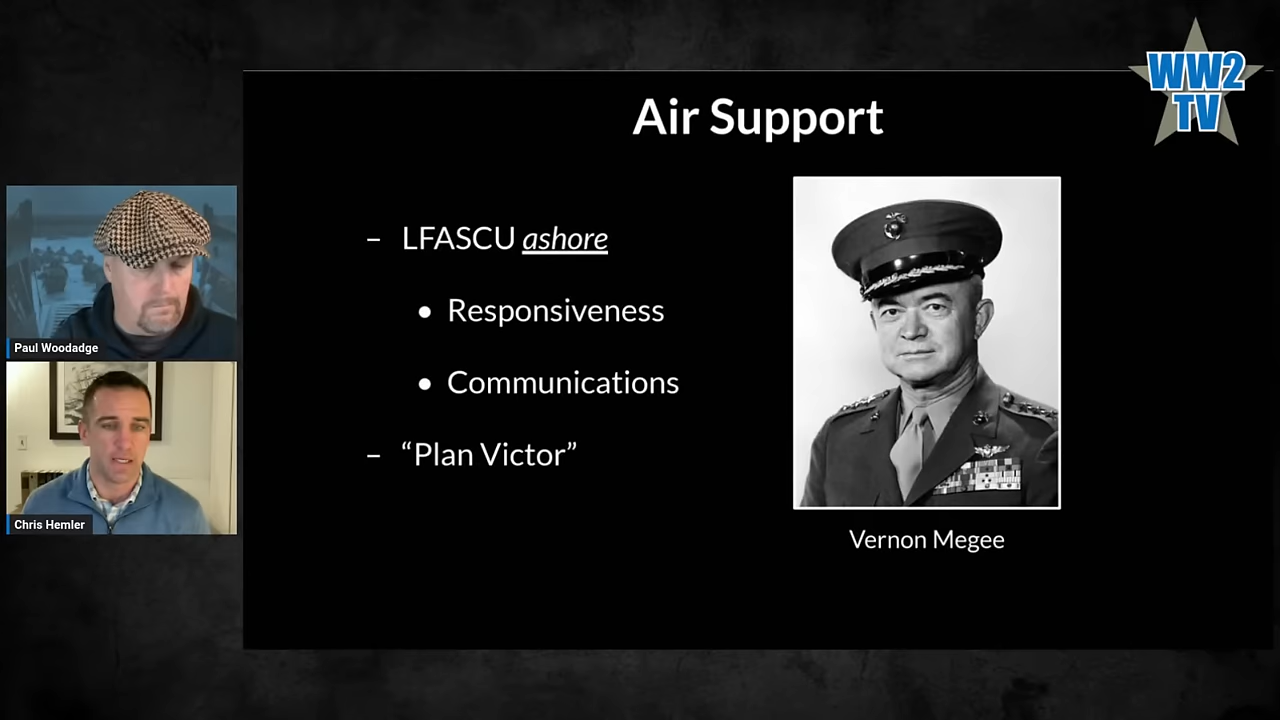 WW2
TV
Air Support
– LFASCU ashore
• Responsiveness
• Communications
– “Plan Victor”
Vernon Megee
Paul Woodadge
Chris Hemler